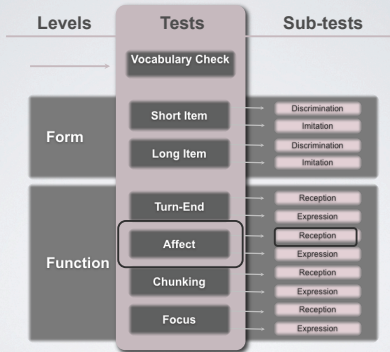 Levels Tests Sub-tests
Vocabulary Check
Form
Short Item
Discrimination
Imitation
Long Item
Discrimination
Imitation
Function
Turn-End
Reception
Expression
Affect
Reception
Expression
Chunking
Reception
Expression
Focus
Reception
Expression